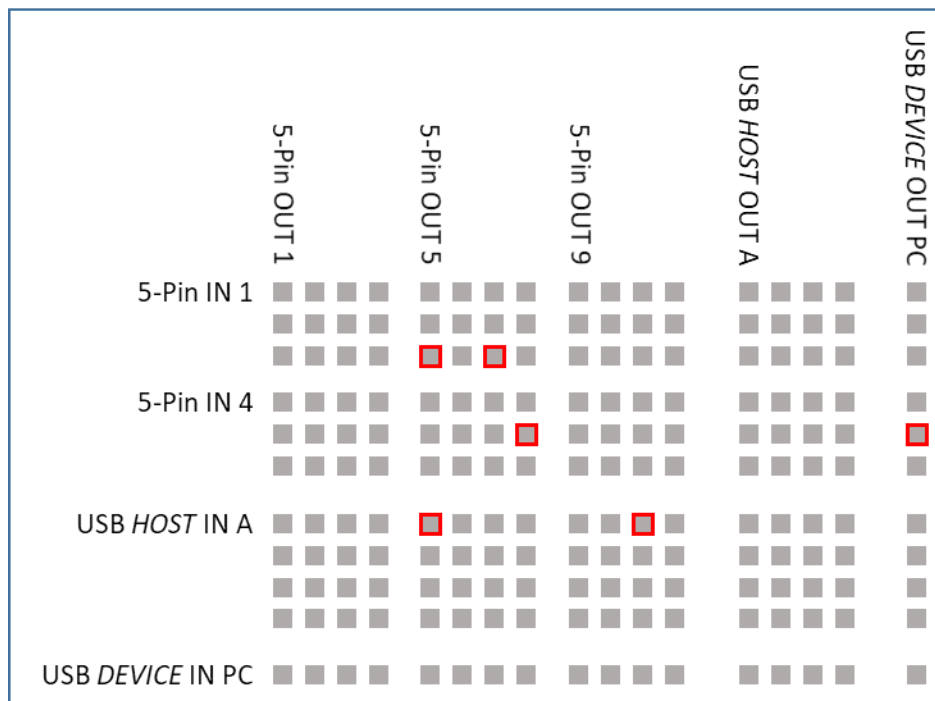 5-Pin OUT 1
5-Pin OUT 5
5-Pin OUT 9
USB HOST OUT A
USB DEVICE OUT PC
5-Pin IN 1
5-Pin IN 4
USB HOST IN A
USB DEVICE IN PC